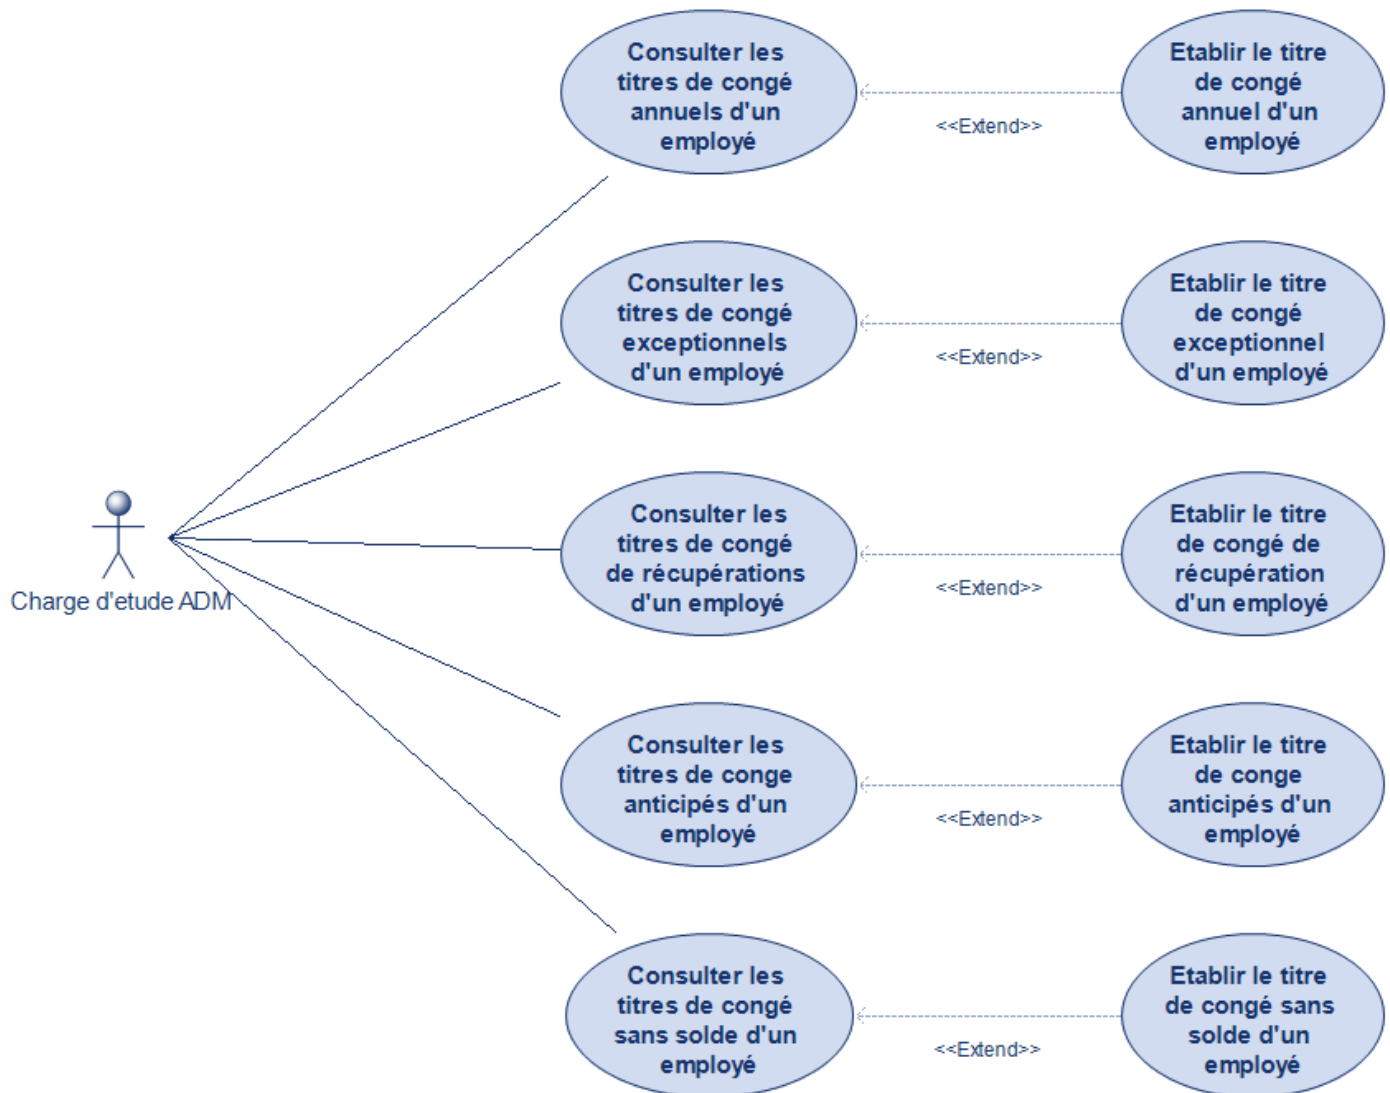 Consulter les
titres de congé
annuels d'un
employé
<<Extend>>
Etablir le titre
de congé
annuel d'un
employé
Consulter les
titres de congé
exceptionnels
d'un employé
<<Extend>>
Etablir le titre
de congé
exceptionnel
d'un employé
Charge d'etude ADM
Consulter les
titres de congé
de récupérations
d'un employé
<<Extend>>
Etablir le titre
de congé de
récupération
d'un employé
Consulter les
titres de conge
anticipés d'un
employé
<<Extend>>
Etablir le titre
de conge
anticipés d'un
employé
Consulter les
titres de congé
sans solde d'un
employé
<<Extend>>
Etablir le titre
de congé sans
solde d'un
employé